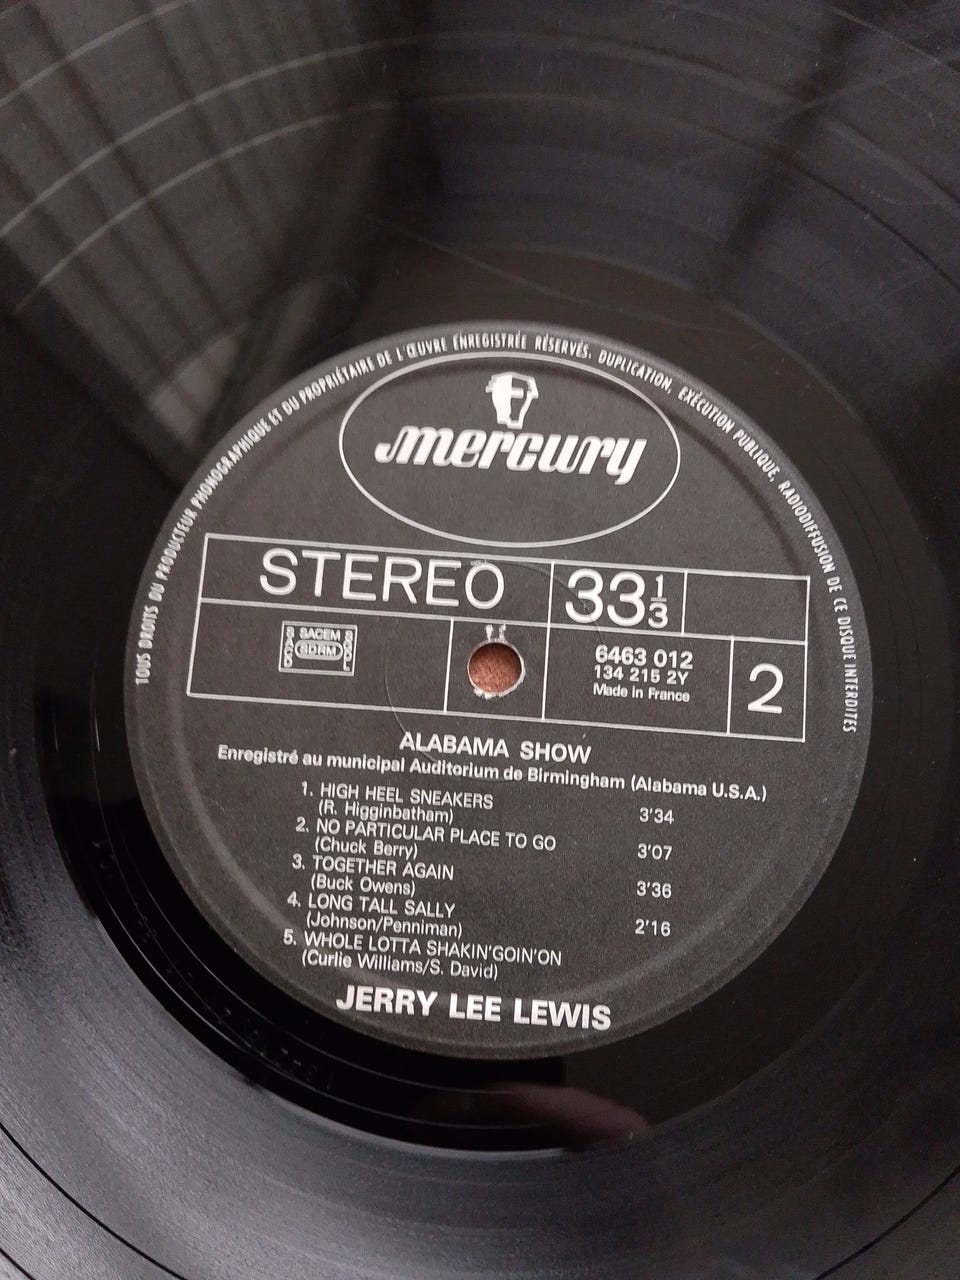 TOUS DROITS DU PRODUCTEUR PHONOGRAPHIQUE ET DU PROPRIÉTAIRE DE L'ŒUVRE ENREGISTRÉE RÉSERVÉS. DUPLICATION, EXÉCUTION PUBLIQUE, RADIODIFFUSION DE CE DISQUE INTERDITES
mercury
STEREO 33 1/3
SACEM
SACD SDRM SGDL
6463 012
134 215 2Y
Made in France
2
ALABAMA SHOW
Enregistré au municipal Auditorium de Birmingham (Alabama U.S.A.)
1. HIGH HEEL SNEAKERS
(R. Higginbatham) 3'34
2. NO PARTICULAR PLACE TO GO
(Chuck Berry) 3'07
3. TOGETHER AGAIN
(Buck Owens) 3'36
4. LONG TALL SALLY
(Johnson/Penniman) 2'16
5. WHOLE LOTTA SHAKIN'GOIN'ON
(Curlie Williams/S. David)
JERRY LEE LEWIS